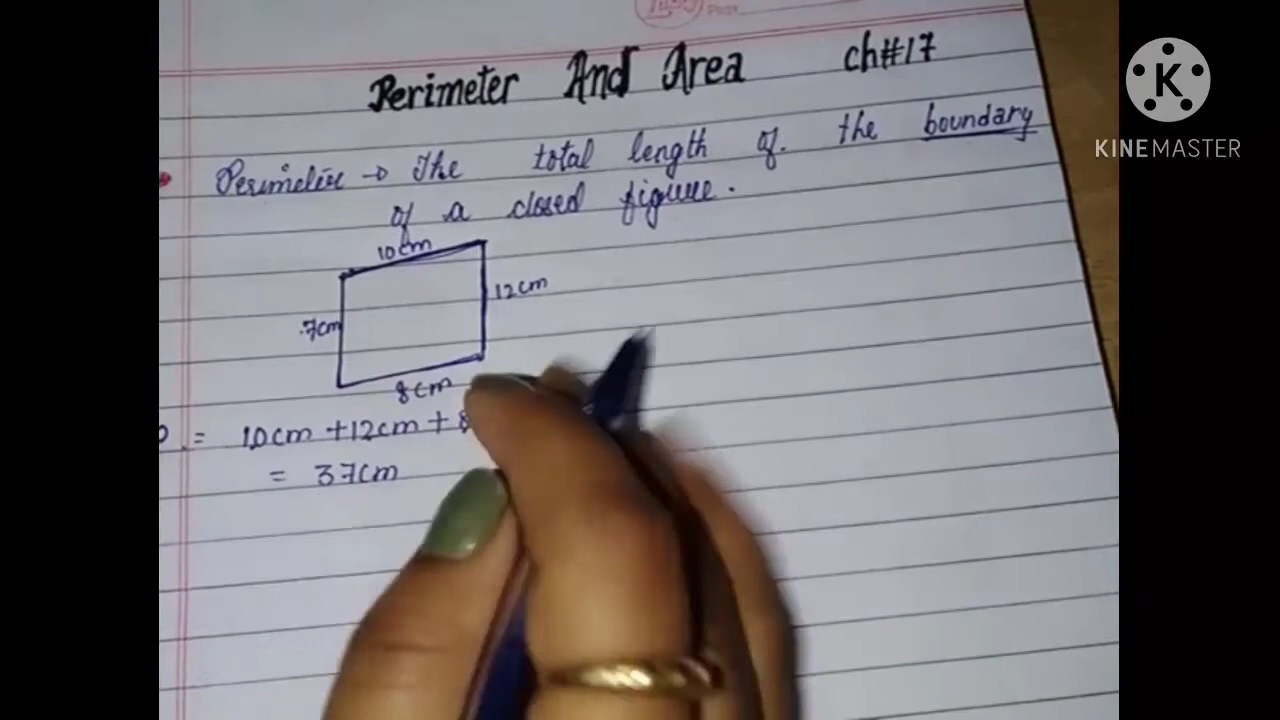 Perimeter And Area ch#17
Perimeter → The total length of the boundary
of a closed figure.
10cm
12cm
7cm
8cm
= 10cm +12cm + 8
= 37cm
KINEMASTER